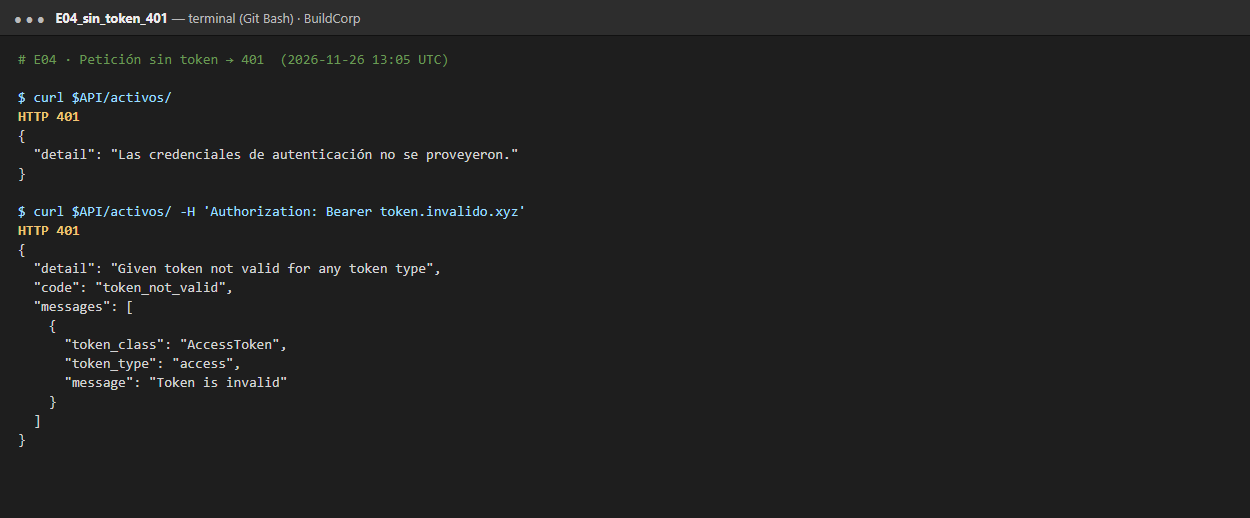 ●●● E04_sin_token_401 — terminal (Git Bash) · BuildCorp
# E04 · Petición sin token → 401  (2026-11-26 13:05 UTC)
$ curl $API/activos/
HTTP 401
{
  "detail": "Las credenciales de autenticación no se proveyeron."
}
$ curl $API/activos/ -H 'Authorization: Bearer token.invalido.xyz'
HTTP 401
{
  "detail": "Given token not valid for any token type",
  "code": "token_not_valid",
  "messages": [
    {
      "token_class": "AccessToken",
      "token_type": "access",
      "message": "Token is invalid"
    }
  ]
}